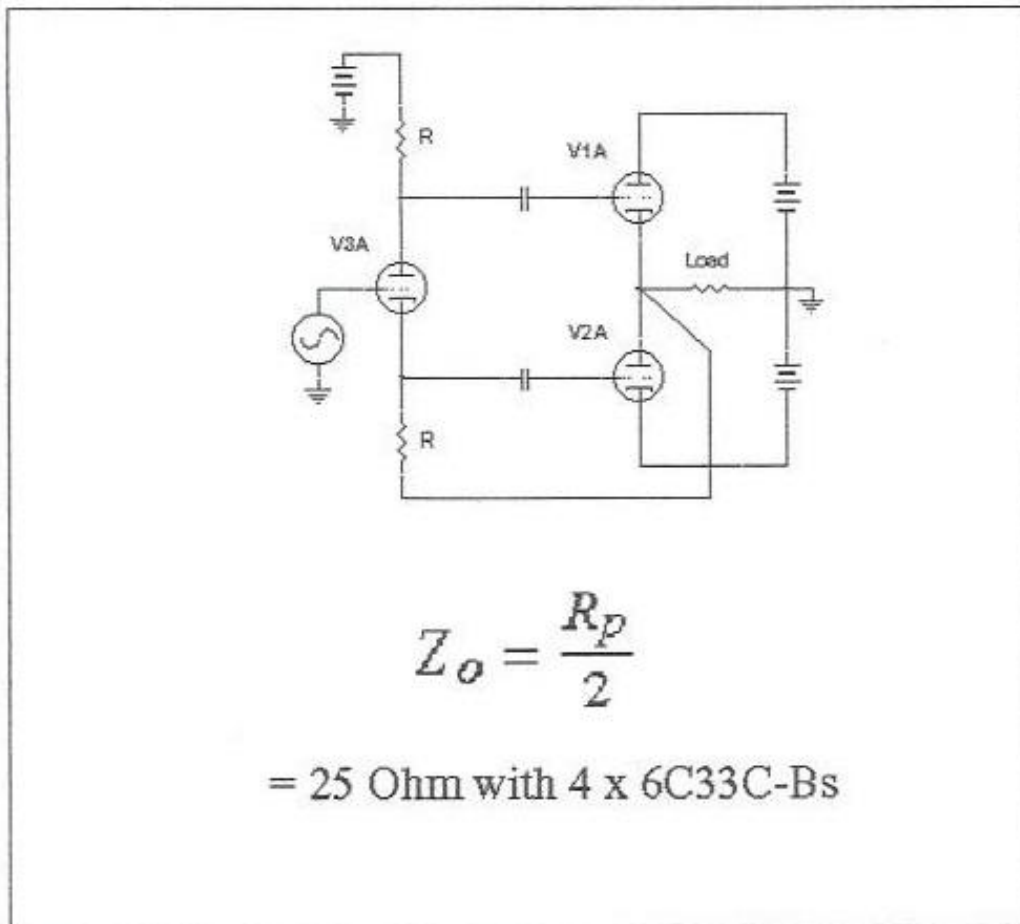 R
V1A
V3A
Load
V2A
R
Zo = Rp / 2
= 25 Ohm with 4 x 6C33C-Bs